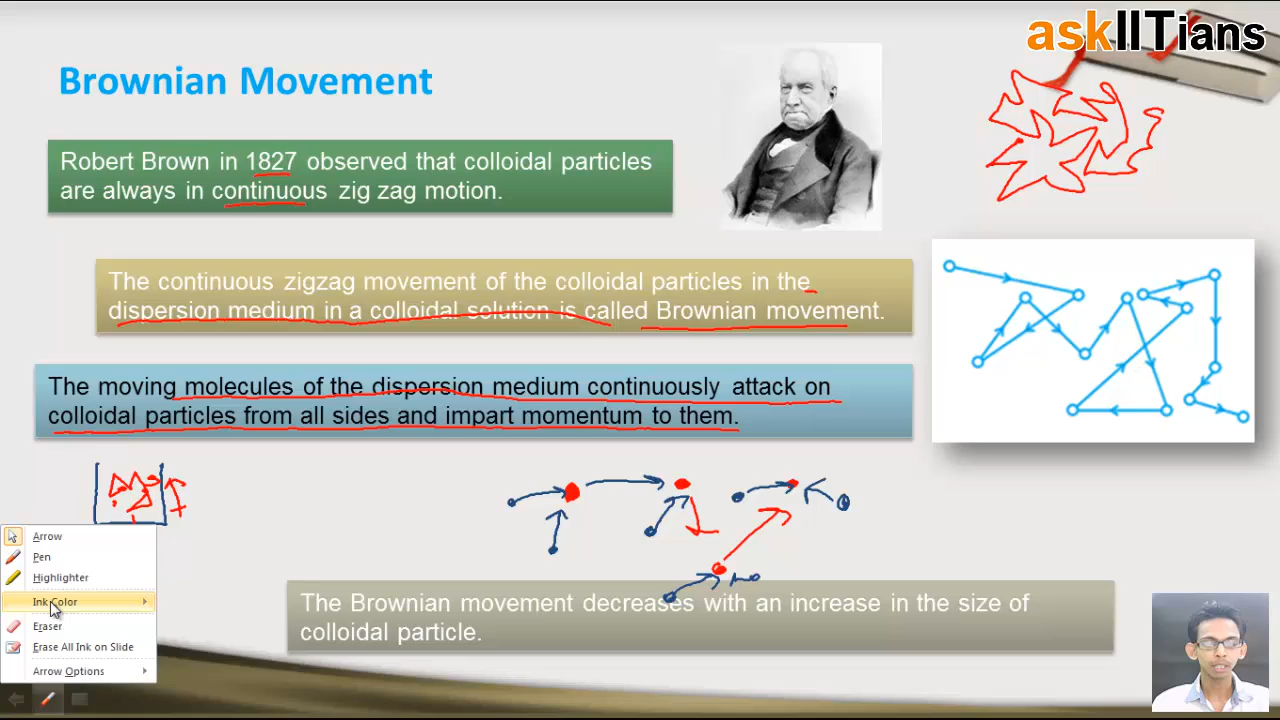 askIITians
Brownian Movement
Robert Brown in 1827 observed that colloidal particles
are always in continuous zig zag motion.
The continuous zigzag movement of the colloidal particles in the
dispersion medium in a colloidal solution is called Brownian movement.
The moving molecules of the dispersion medium continuously attack on
colloidal particles from all sides and impart momentum to them.
Arrow
Pen
Highlighter
Ink Color
Eraser
Erase All Ink on Slide
Arrow Options
The Brownian movement decreases with an increase in the size of
colloidal particle.